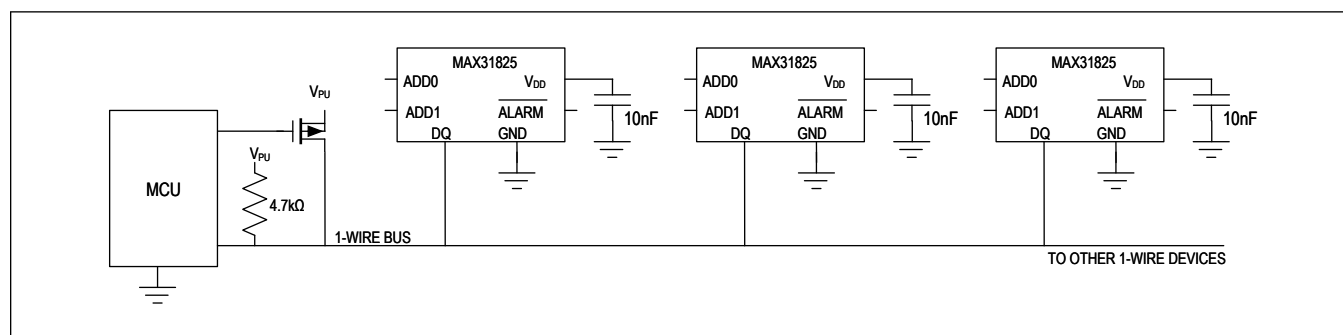 MAX31825
ADD0
VDD
ADD1
ALARM
DQ
GND
10nF
MAX31825
ADD0
VDD
ADD1
ALARM
DQ
GND
10nF
MAX31825
ADD0
VDD
ADD1
ALARM
DQ
GND
10nF
VPU
MCU
VPU
4.7kΩ
1-WIRE BUS
TO OTHER 1-WIRE DEVICES